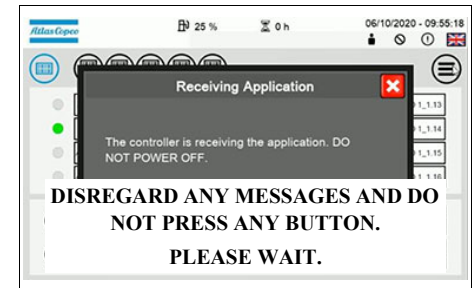 Atlas Copco
25 %
0 h
06/10/2020 - 09:55:18
Receiving Application
1_1.13
The controller is receiving the application. DO
NOT POWER OFF.
1_1.14
1_1.15
1_1.16
DISREGARD ANY MESSAGES AND DO
NOT PRESS ANY BUTTON.
PLEASE WAIT.